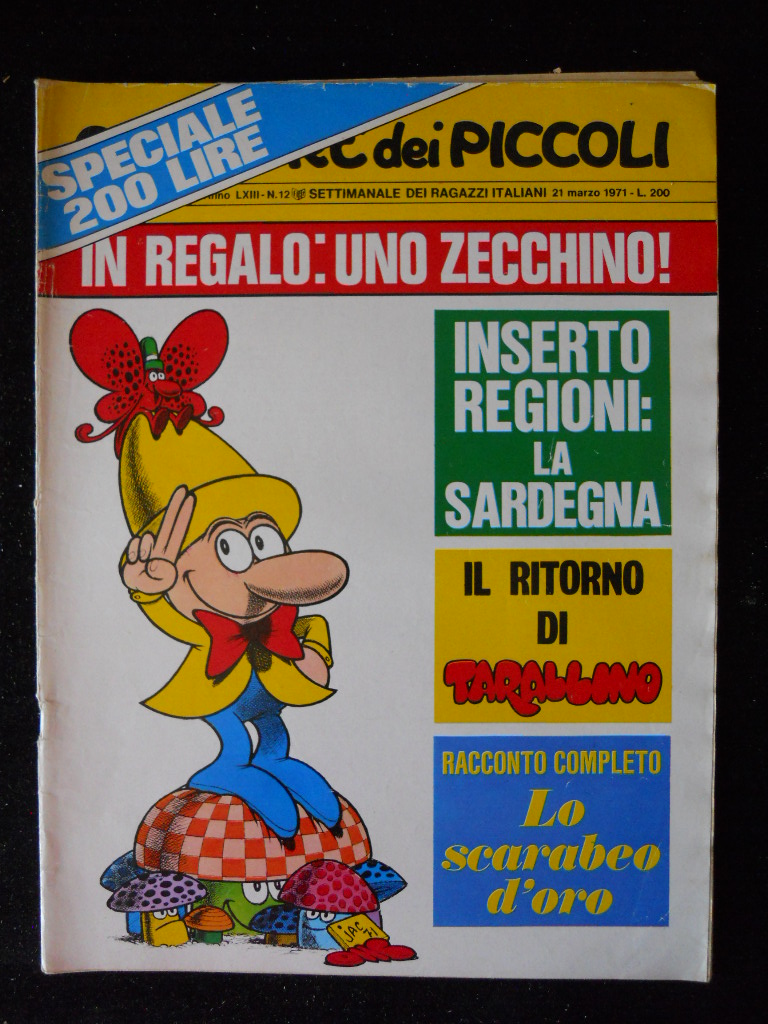 SPECIALE
200 LIRE
dei PICCOLI
LXIII - N.12 SETTIMANALE DEI RAGAZZI ITALIANI 21 marzo 1971 - L. 200
IN REGALO: UNO ZECCHINO!
INSERTO
REGIONI:
LA
SARDEGNA
IL RITORNO
DI
TARALLINO
RACCONTO COMPLETO
Lo
scarabeo
d'oro
JAC
71